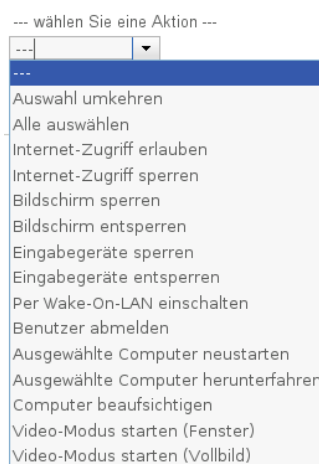 --- wählen Sie eine Aktion ---
---
---
Auswahl umkehren
Alle auswählen
Internet-Zugriff erlauben
Internet-Zugriff sperren
Bildschirm sperren
Bildschirm entsperren
Eingabegeräte sperren
Eingabegeräte entsperren
Per Wake-On-LAN einschalten
Benutzer abmelden
Ausgewählte Computer neustarten
Ausgewählte Computer herunterfahren
Computer beaufsichtigen
Video-Modus starten (Fenster)
Video-Modus starten (Vollbild)